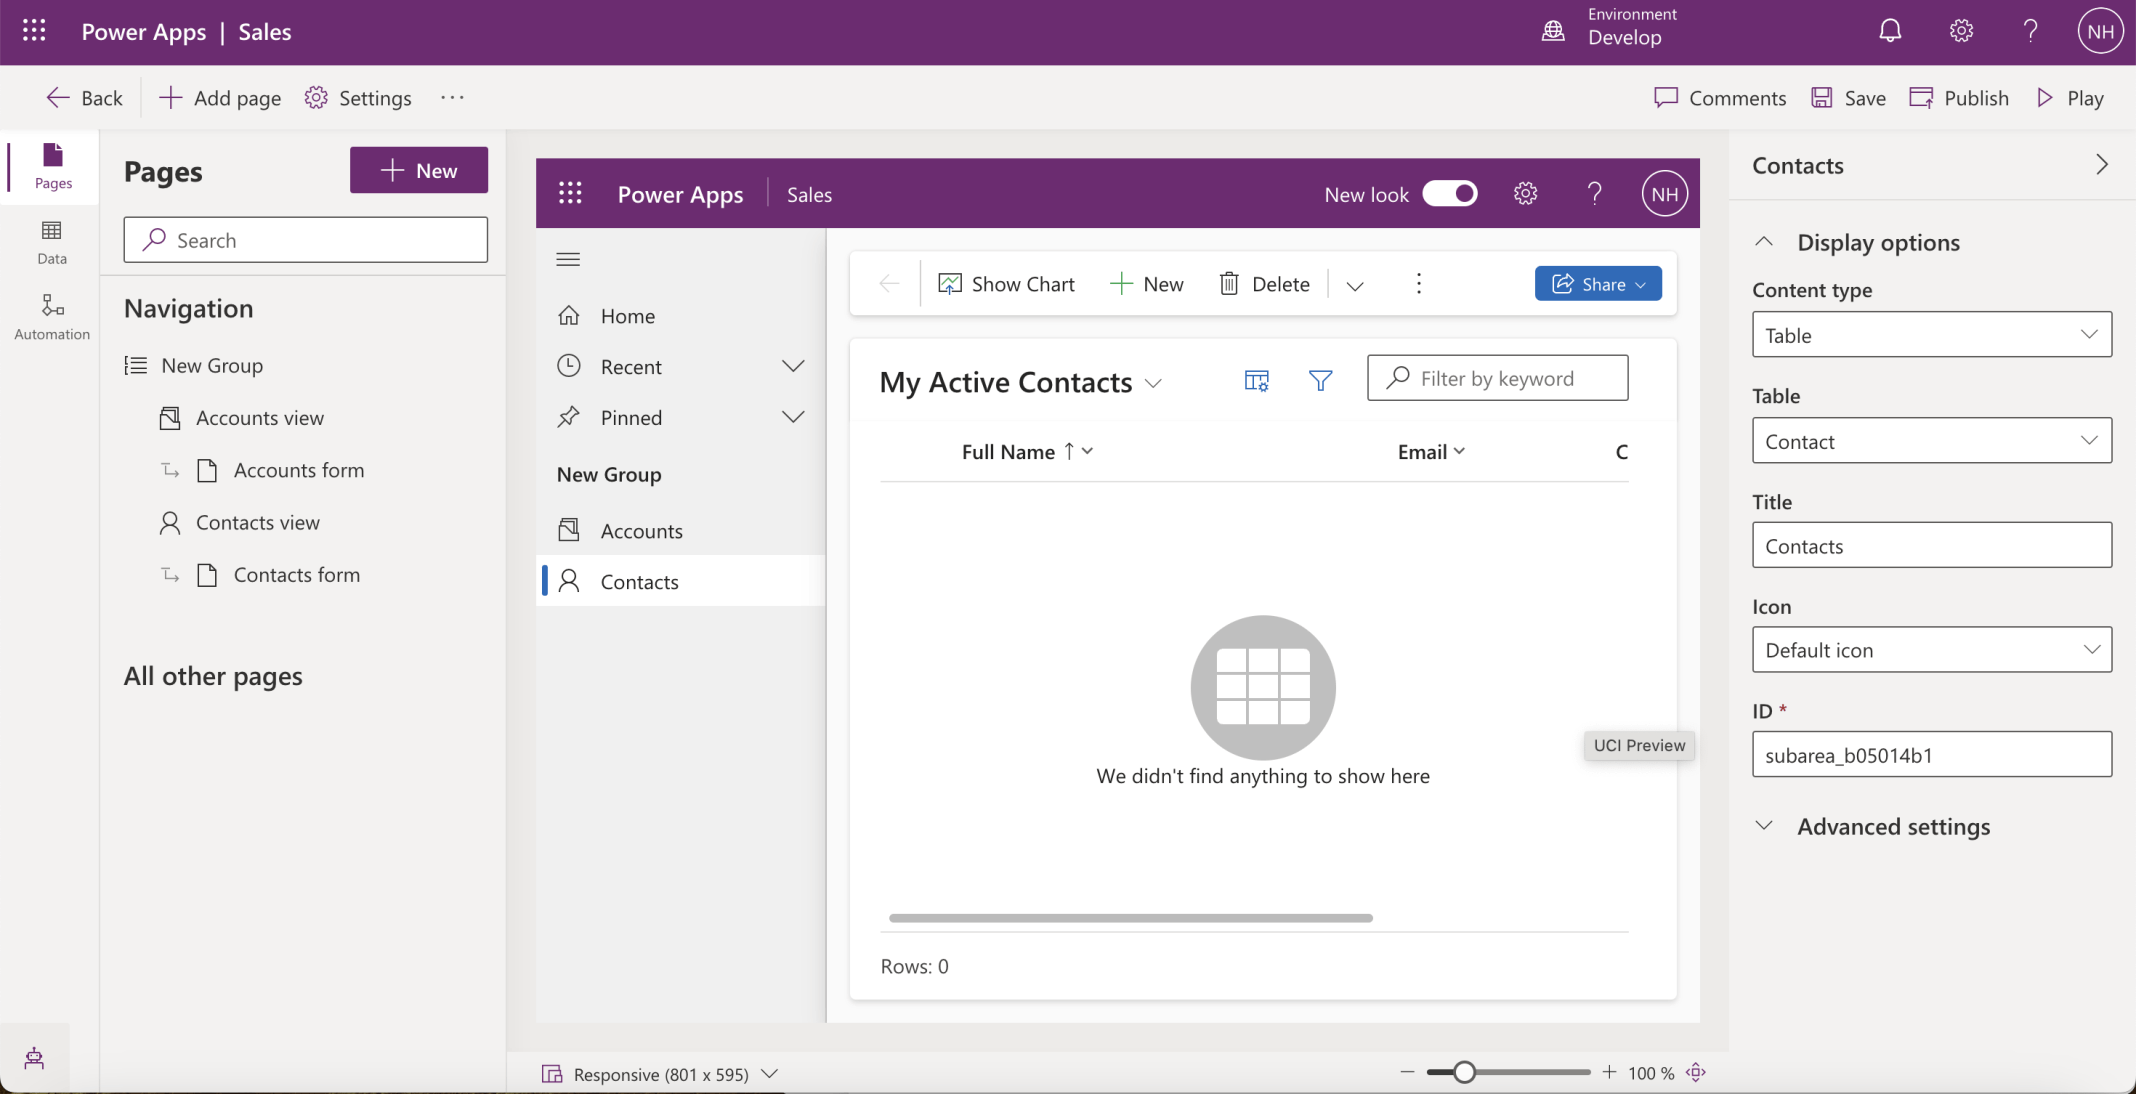 Power Apps | Sales
Environment
Develop
NH
Back
Add page
Settings
Comments
Save
Publish
Play
Pages
Data
Automation
Pages
New
Search
Navigation
New Group
Accounts view
Accounts form
Contacts view
Contacts form
All other pages
Power Apps
Sales
New look
NH
Home
Recent
Pinned
New Group
Accounts
Contacts
Show Chart
New
Delete
Share
My Active Contacts
Filter by keyword
Full Name
Email
C
We didn't find anything to show here
UCI Preview
Rows: 0
Responsive (801 x 595)
100 %
Contacts
Display options
Content type
Table
Table
Contact
Title
Contacts
Icon
Default icon
ID *
subarea_b05014b1
Advanced settings